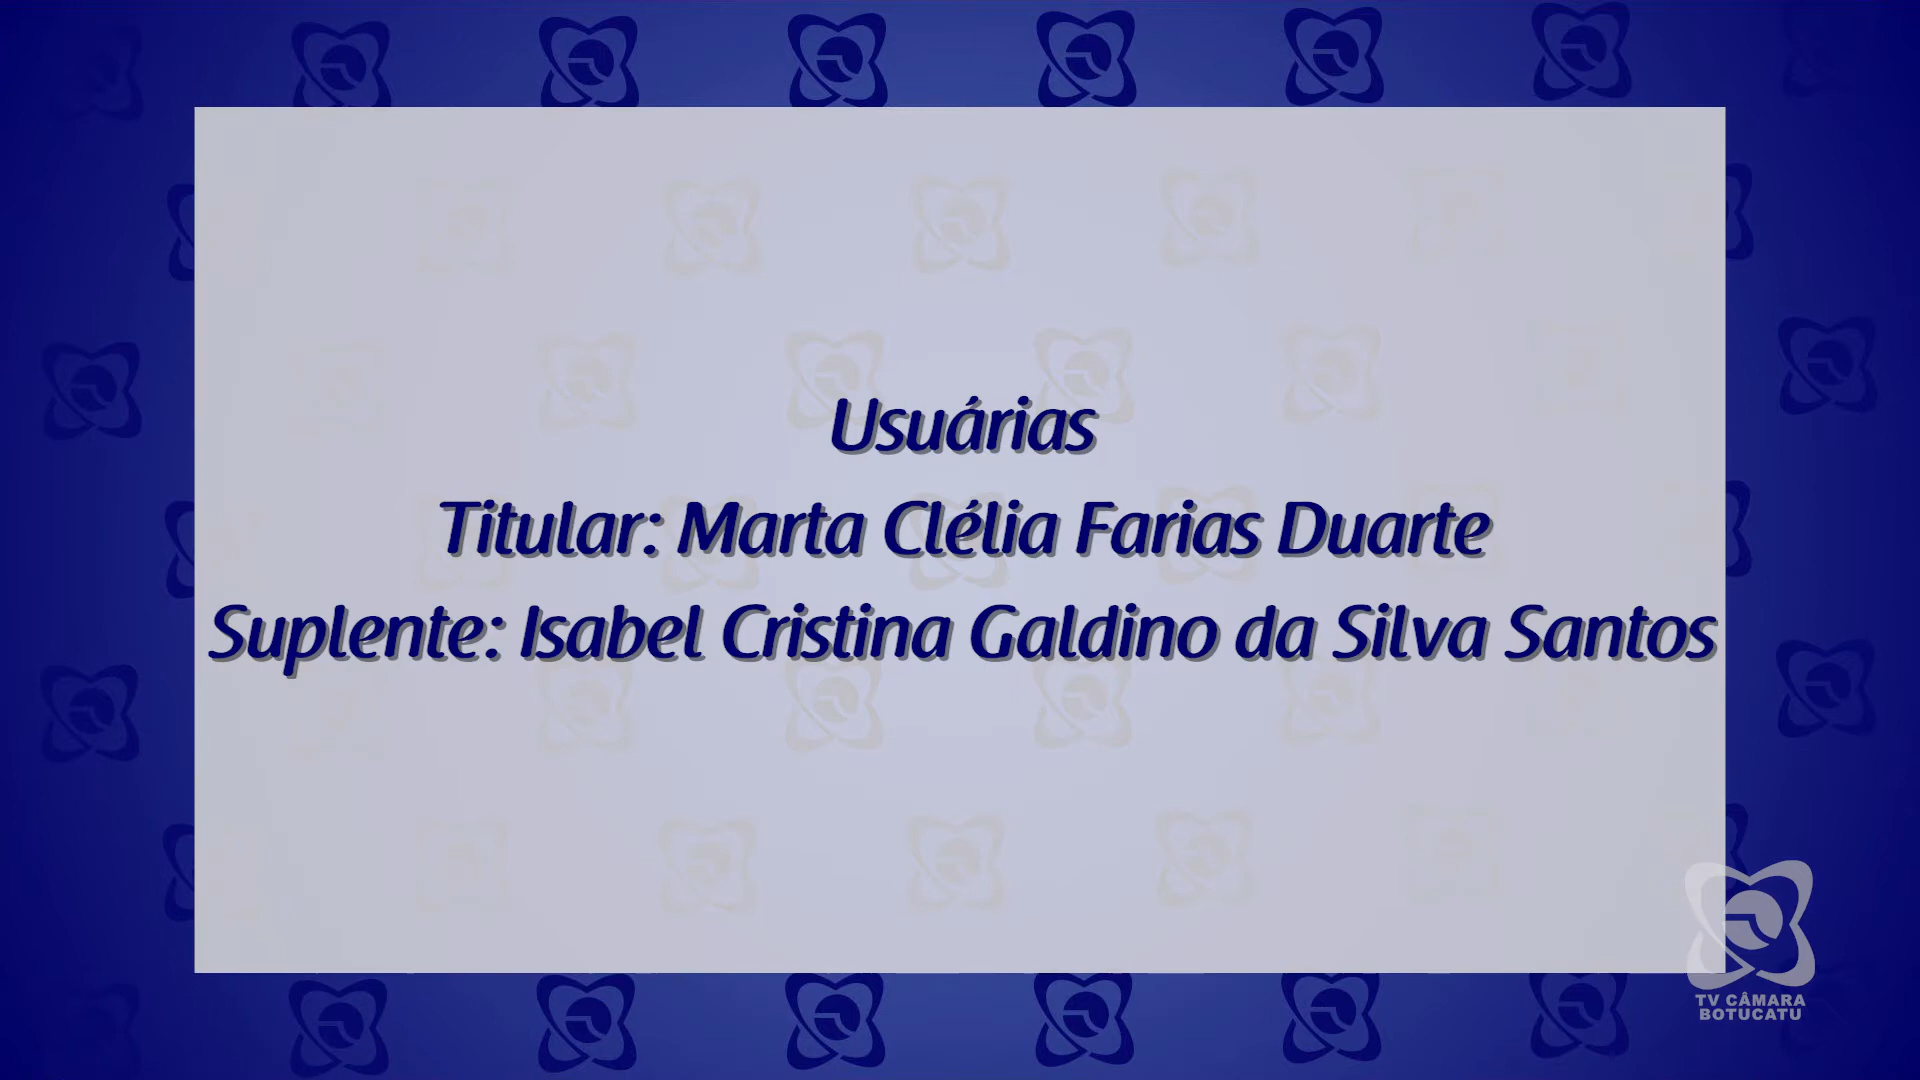 Usuárias
Titular: Marta Clélia Farias Duarte
Suplente: Isabel Cristina Galdino da Silva Santos
TV CÂMARA
BOTUCATU